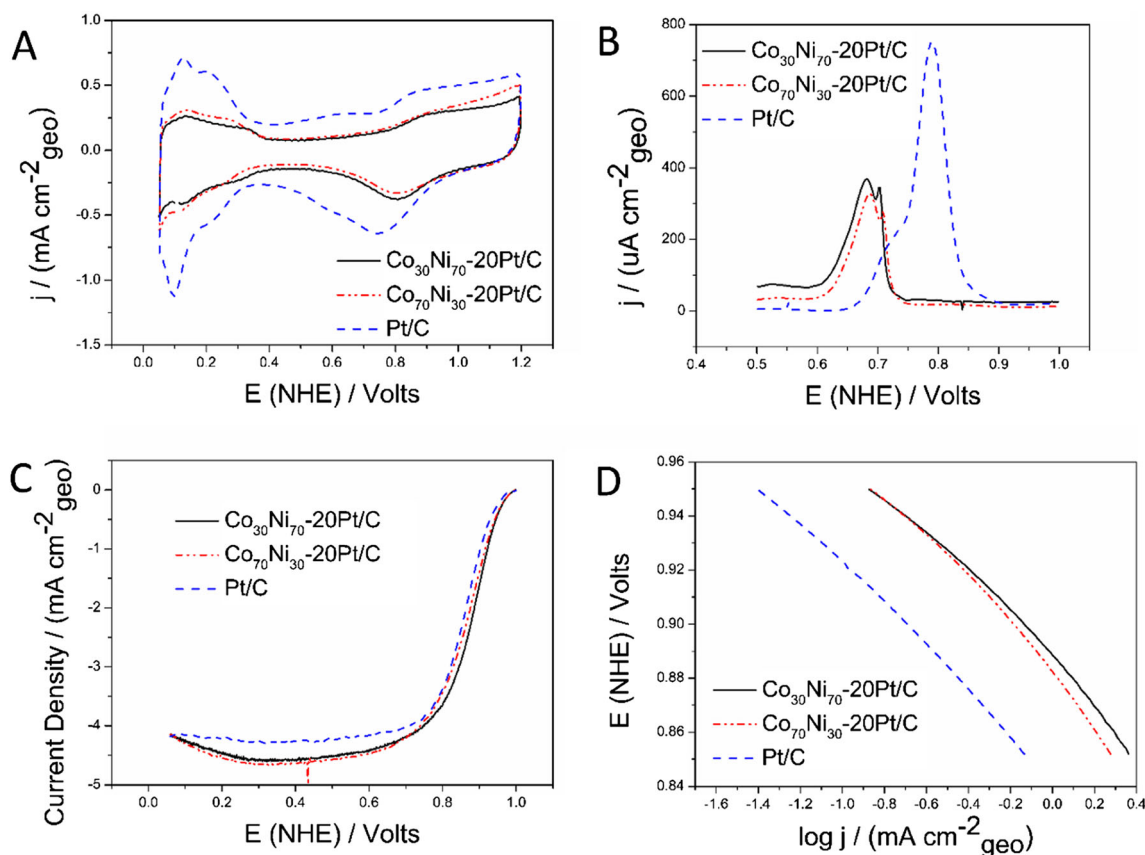 A
1.0
0.5
0.0
-0.5
-1.0
-1.5
j / (mA cm⁻²geo)
Co₃₀Ni₇₀-20Pt/C
Co₇₀Ni₃₀-20Pt/C
Pt/C
0.0 0.2 0.4 0.6 0.8 1.0 1.2
E (NHE) / Volts
B
800
600
400
200
0
j / (uA cm⁻²geo)
Co₃₀Ni₇₀-20Pt/C
Co₇₀Ni₃₀-20Pt/C
Pt/C
0.4 0.5 0.6 0.7 0.8 0.9 1.0
E (NHE) / Volts
C
0
-1
-2
-3
-4
-5
Current Density / (mA cm⁻²geo)
Co₃₀Ni₇₀-20Pt/C
Co₇₀Ni₃₀-20Pt/C
Pt/C
0.0 0.2 0.4 0.6 0.8 1.0
E (NHE) / Volts
D
0.96
0.94
0.92
0.90
0.88
0.86
0.84
E (NHE) / Volts
Co₃₀Ni₇₀-20Pt/C
Co₇₀Ni₃₀-20Pt/C
Pt/C
-1.6 -1.4 -1.2 -1.0 -0.8 -0.6 -0.4 -0.2 0.0 0.2 0.4
log j / (mA cm⁻²geo)